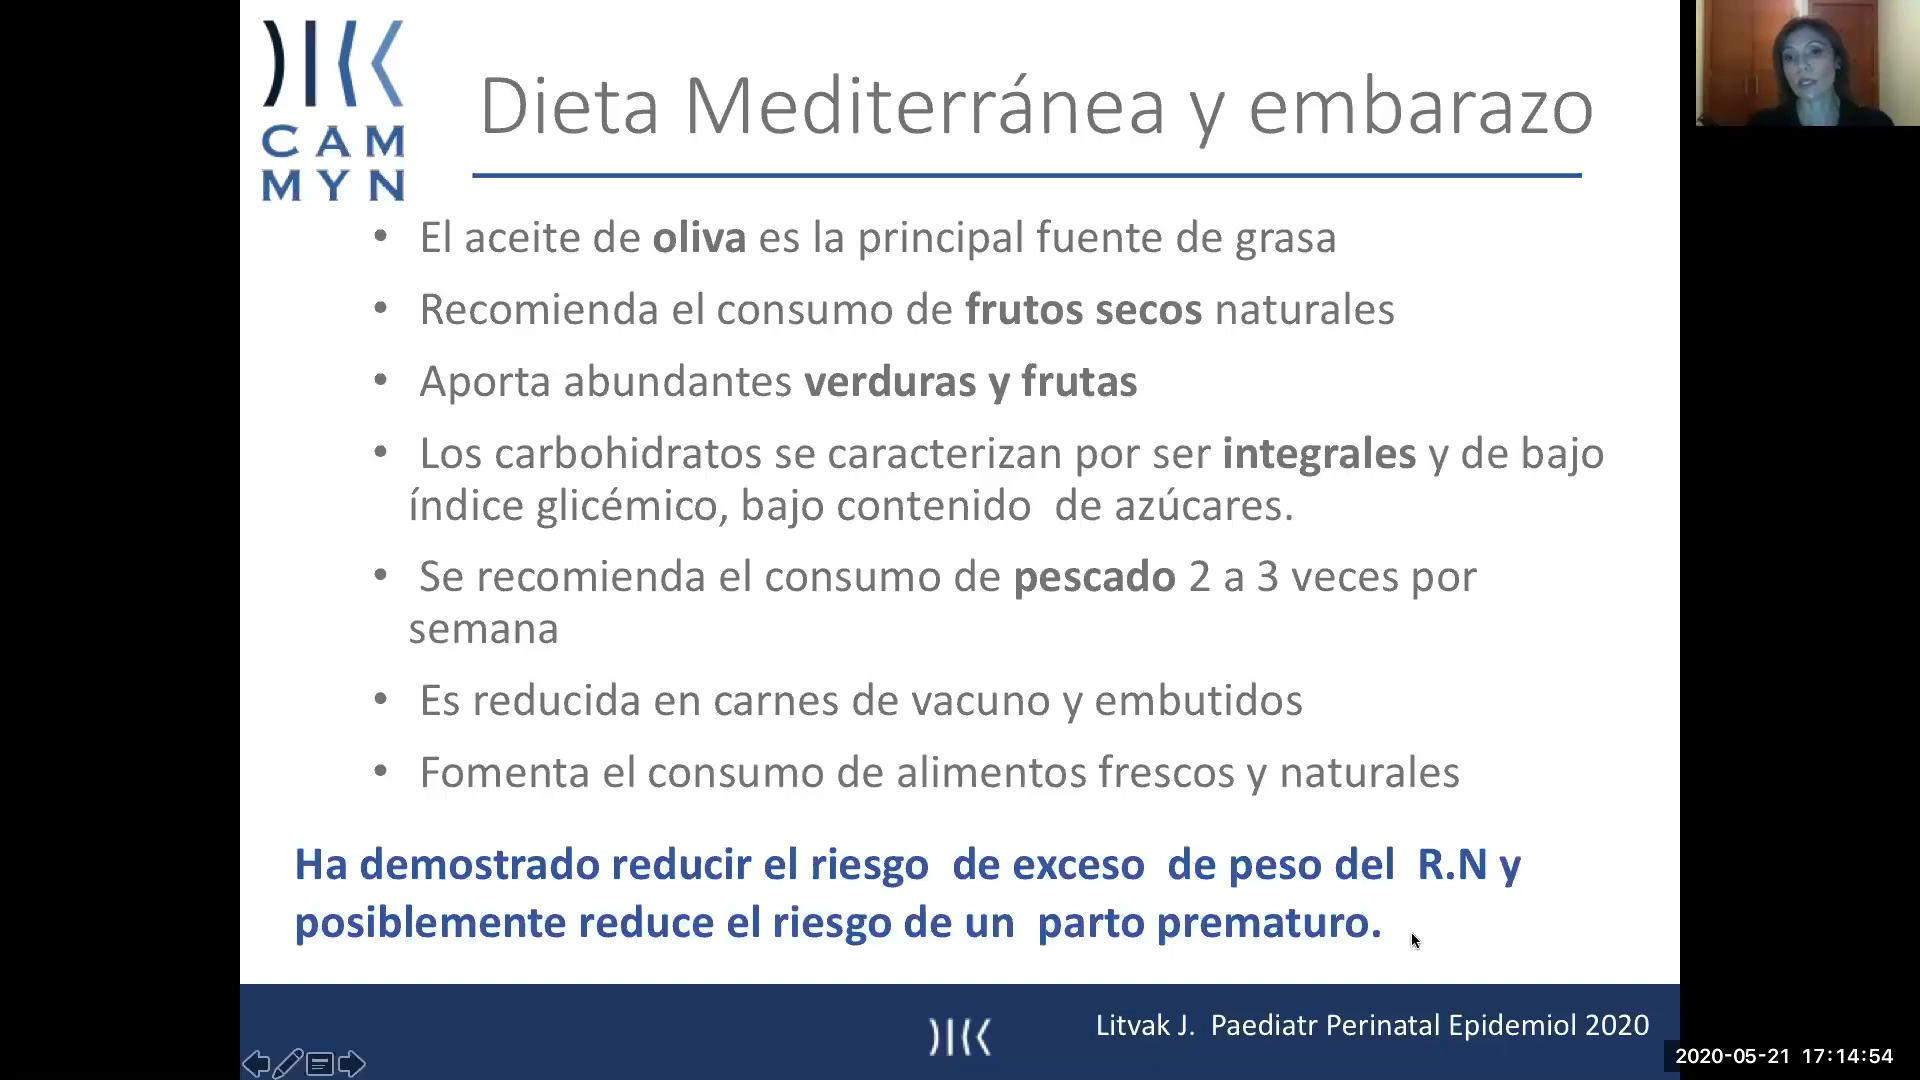 CAM
MYN
Dieta Mediterránea y embarazo
• El aceite de oliva es la principal fuente de grasa
• Recomienda el consumo de frutos secos naturales
• Aporta abundantes verduras y frutas
• Los carbohidratos se caracterizan por ser integrales y de bajo
índice glicémico, bajo contenido de azúcares.
• Se recomienda el consumo de pescado 2 a 3 veces por
semana
• Es reducida en carnes de vacuno y embutidos
• Fomenta el consumo de alimentos frescos y naturales
Ha demostrado reducir el riesgo de exceso de peso del R.N y
posiblemente reduce el riesgo de un parto prematuro.
Litvak J. Paediatr Perinatal Epidemiol 2020
2020-05-21 17:14:54